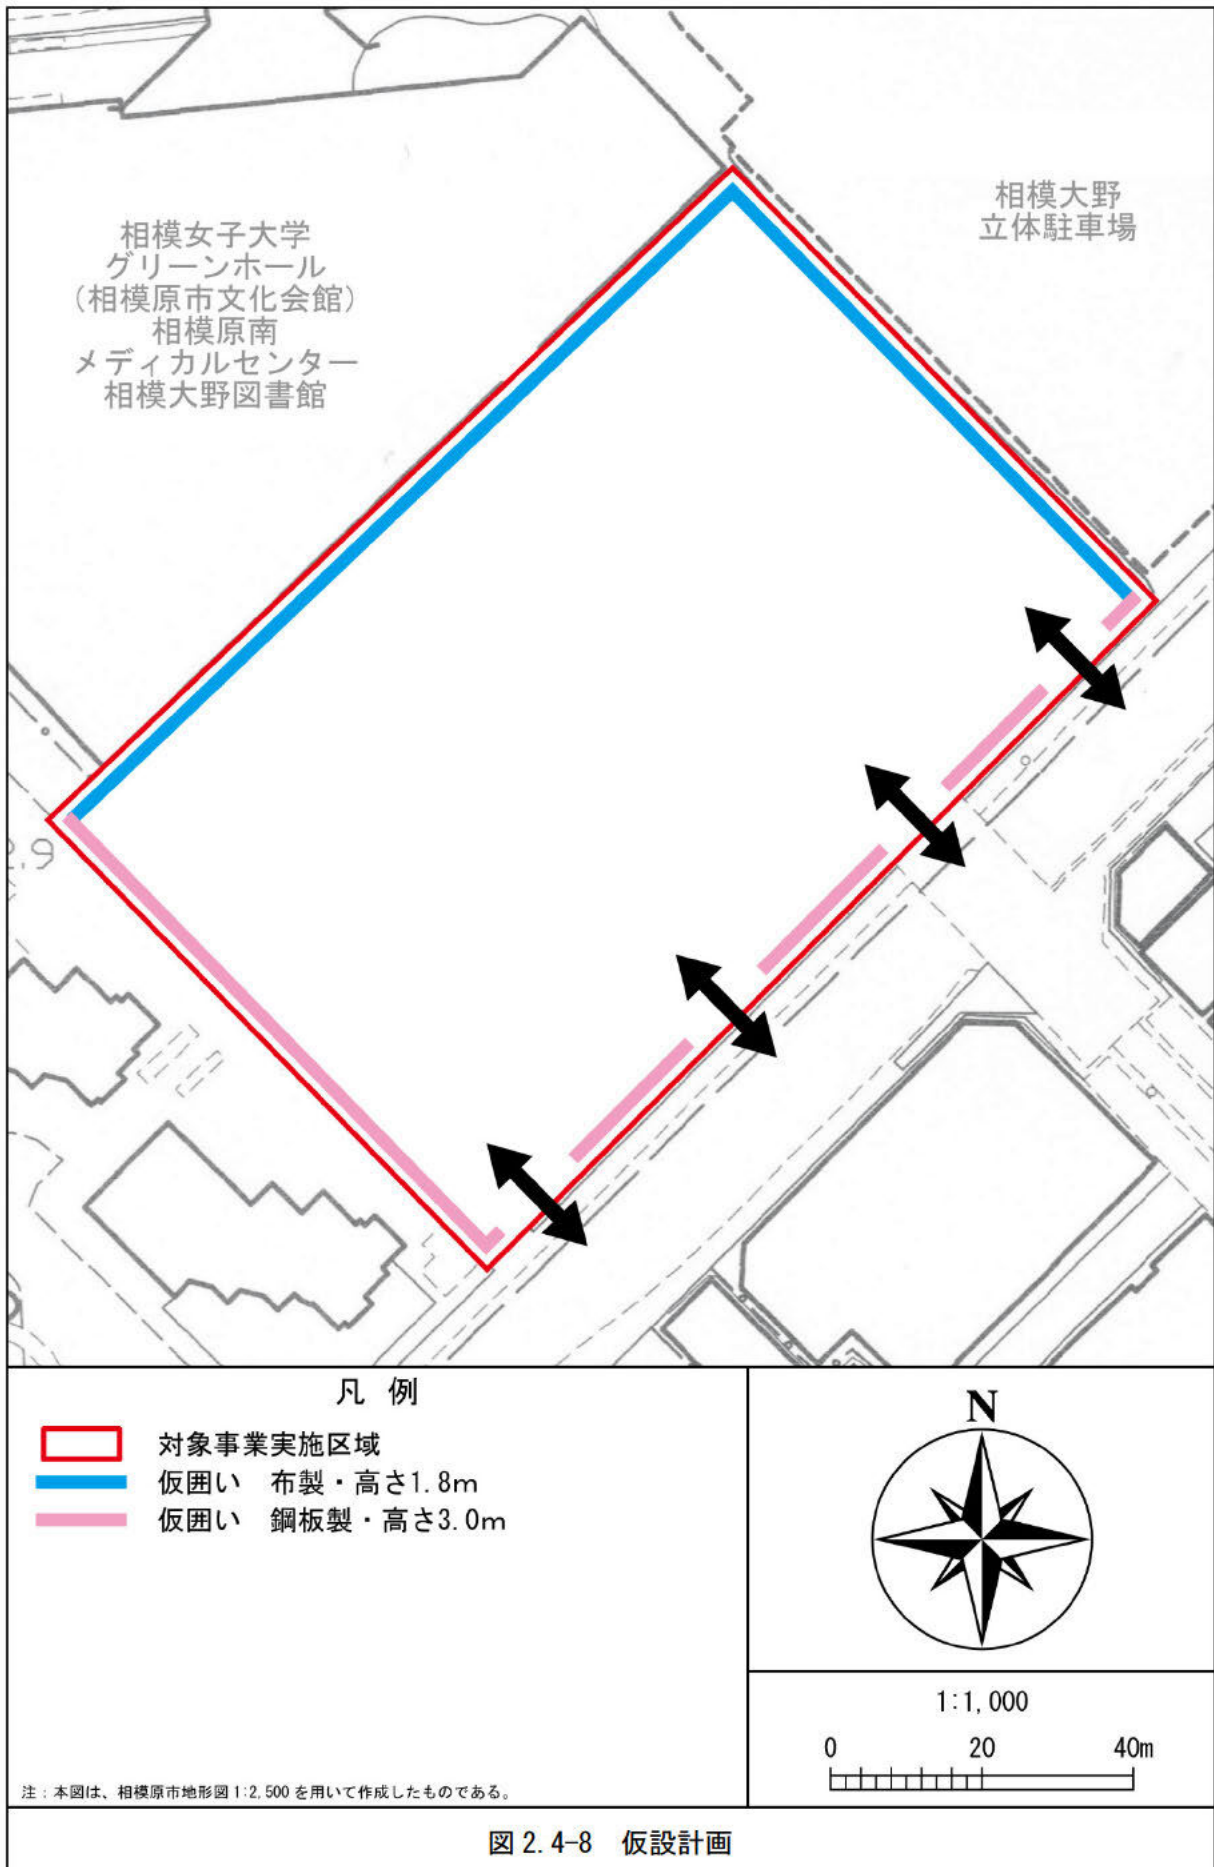 相模女子大学
グリーンホール
(相模原市文化会館)
相模原南
メディカルセンター
相模大野図書館
相模大野
立体駐車場
凡 例
対象事業実施区域
仮囲い 布製・高さ1.8m
仮囲い 鋼板製・高さ3.0m
注：本図は、相模原市地形図1:2,500を用いて作成したものである。
N
1:1,000
0 20 40m
図2.4-8 仮設計画